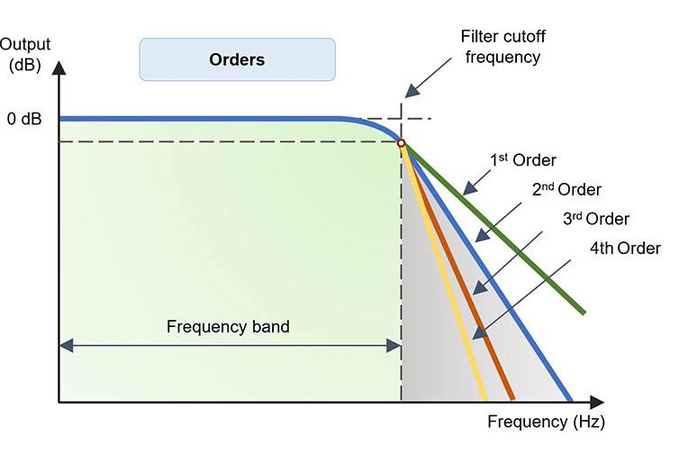 Output
(dB)
Orders
Filter cutoff
frequency
0 dB
1st Order
2nd Order
3rd Order
4th Order
Frequency band
Frequency (Hz)